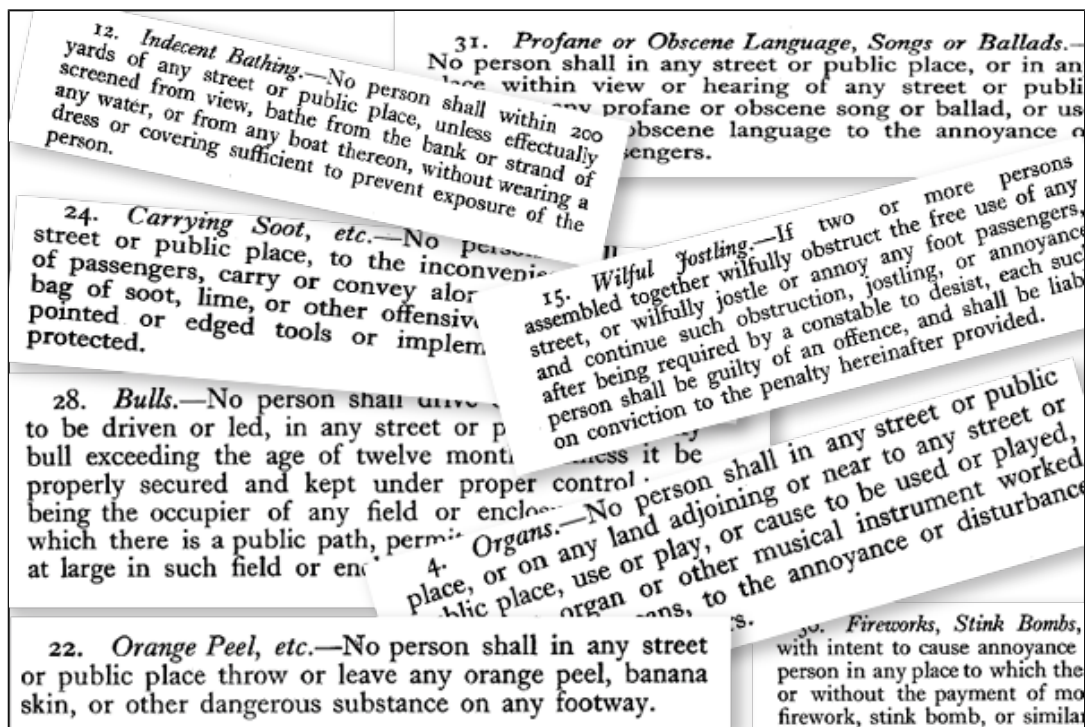 12. Indecent Bathing.—No person shall within 200
yards of any street or public place, unless effectually
screened from view, bathe from the bank or strand of
any water, or from any boat thereon, without wearing a
dress or covering sufficient to prevent exposure of the
person.
31. Profane or Obscene Language, Songs or Ballads.—
No person shall in any street or public place, or in an
within view or hearing of any street or publi
profane or obscene song or ballad, or us
obscene language to the annoyance o
sengers.
24. Carrying Soot, etc.—No
street or public place, to the
of passengers, carry or convey
bag of soot, lime, or other
pointed or edged tools or
protected.
15. Wilful Jostling.—If two or more persons
assembled together wilfully obstruct the free use of any
street, or wilfully jostle or annoy any foot passengers,
and continue such obstruction, jostling, or annoyance
after being required by a constable to desist, each such
person shall be guilty of an offence, and shall be liab
on conviction to the penalty hereinafter provided.
28. Bulls.—No person shall drive
to be driven or led, in any street or p
bull exceeding the age of twelve it be
properly secured and kept under proper control
being the occupier of any field or
which there is a public path,
at large in such field or
4. Organs.—No person shall in any street or public
place, or on any land adjoining or near to any street or
place, use or play, or cause to be used or played,
organ or other musical instrument worked
to the annoyance or disturbance
22. Orange Peel, etc.—No person shall in any street
or public place throw or leave any orange peel, banana
skin, or other dangerous substance on any footway.
Fireworks, Stink Bombs,
with intent to cause annoyance
person in any place to which the
or without the payment of mo
firework, stink bomb, or similar